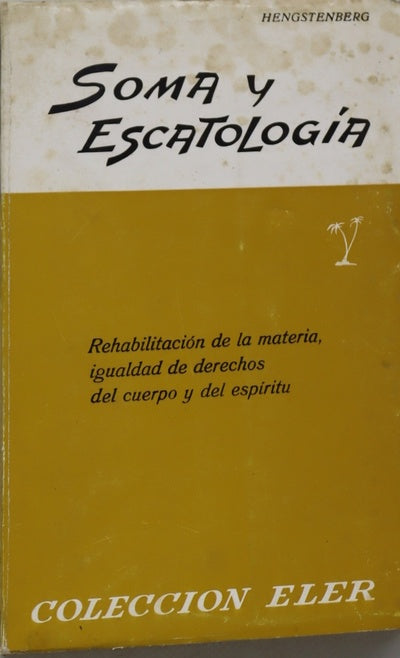 HENGSTENBERG
SOMA Y
ESCATOLOGÍA
Rehabilitación de la materia,
igualdad de derechos
del cuerpo y del espíritu
COLECCION ELER